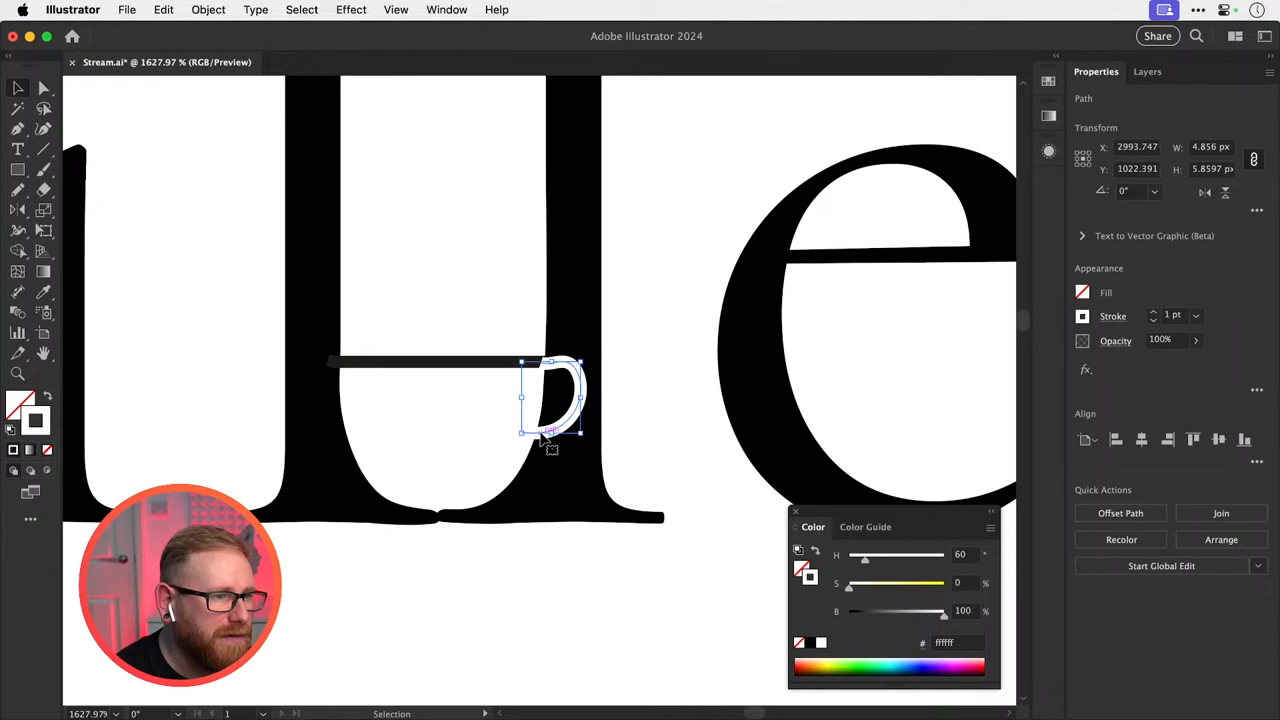 Illustrator File Edit Object Type Select Effect View Window Help
Adobe Illustrator 2024
Share
Stream.ai* @ 1627.97 % (RGB/Preview)
Properties Layers
Path
Transform
X: 2993.747 W: 4.856 px
Y: 1022.391 H: 5.8597 px
0°
Text to Vector Graphic (Beta)
Appearance
Fill
Stroke 1 pt
Opacity 100%
fx.
Align
Quick Actions
Offset Path Join
Recolor Arrange
Start Global Edit
ll e
Color Color Guide
H 60 °
S 0 %
B 100 %
# ffffff
1627.97% 0° 1 Selection